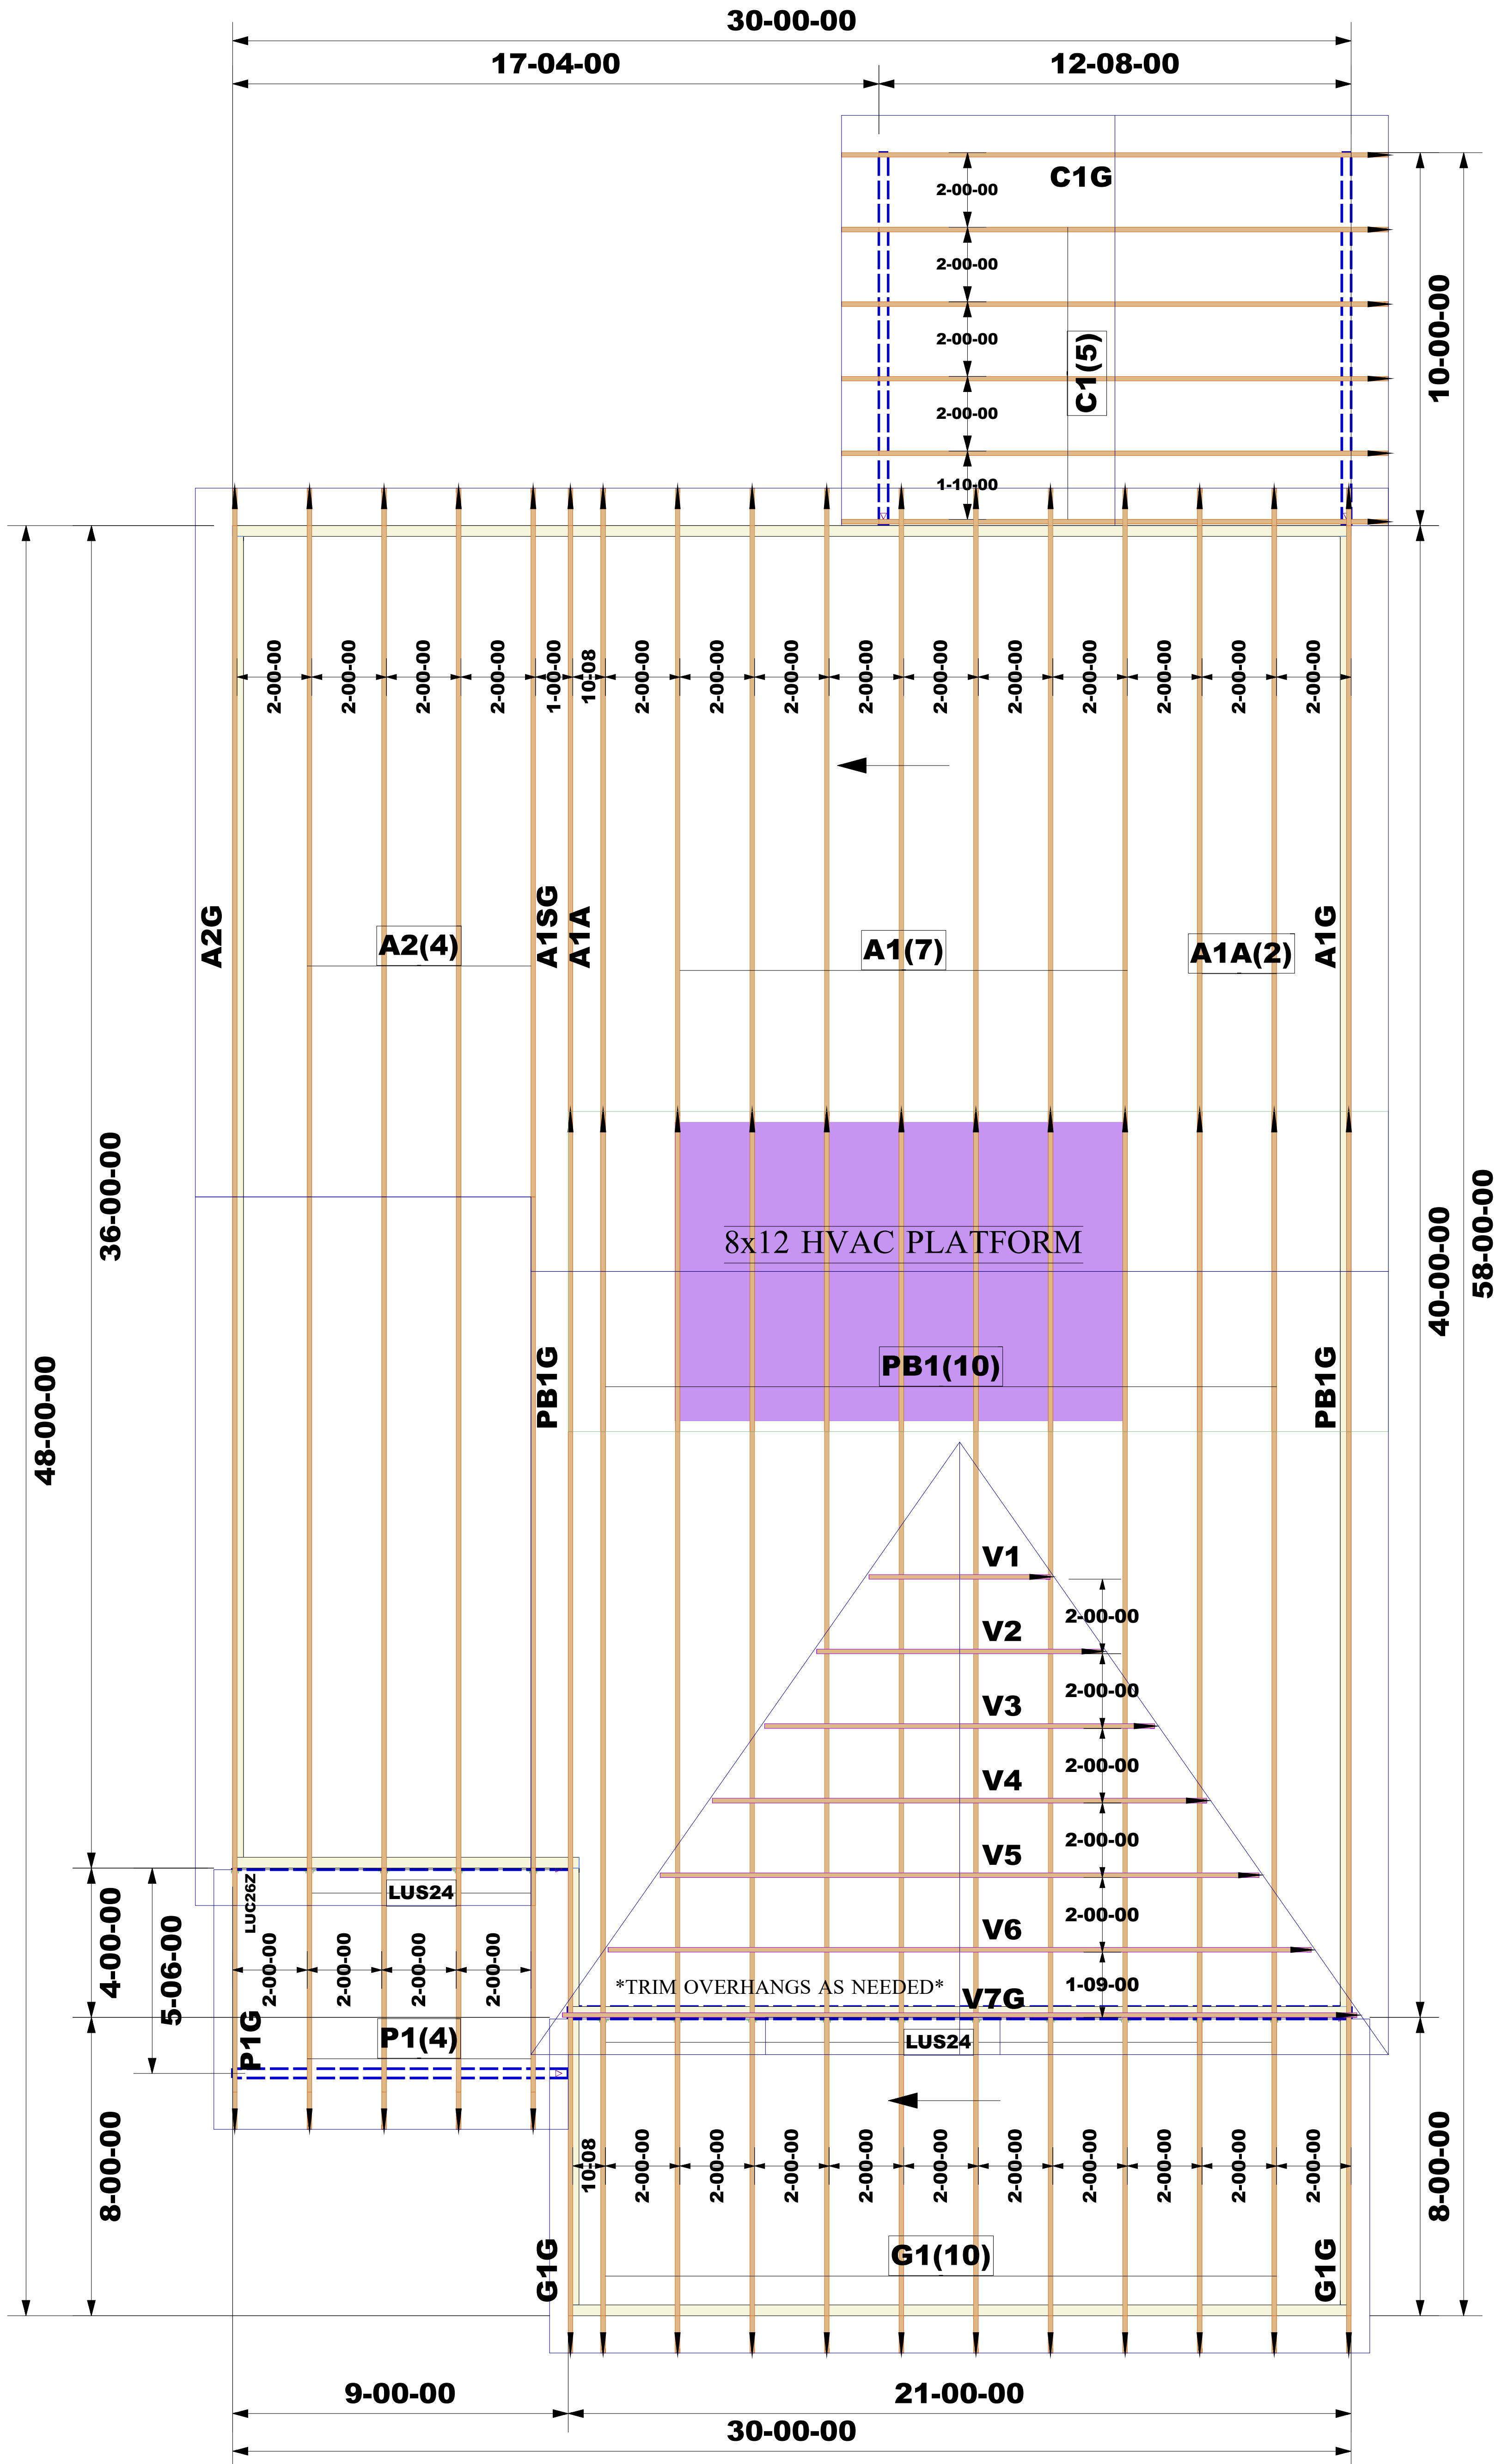 30-00-00
17-04-00
12-08-00
C1G
2-00-00
2-00-00
2-00-00
2-00-00
1-10-00
C1(5)
10-00-00
2-00-00
2-00-00
2-00-00
2-00-00
1-00-00
10-08
2-00-00
2-00-00
2-00-00
2-00-00
2-00-00
2-00-00
2-00-00
2-00-00
2-00-00
2-00-00
A2G
A2(4)
A1SG
A1A
A1(7)
A1A(2)
A1G
36-00-00
48-00-00
40-00-00
58-00-00
8x12 HVAC PLATFORM
PB1G
PB1(10)
PB1G
V1
2-00-00
V2
2-00-00
V3
2-00-00
V4
2-00-00
V5
2-00-00
V6
1-09-00
*TRIM OVERHANGS AS NEEDED*
V7G
LUS24
LUC26Z
LUS24
4-00-00
5-06-00
2-00-00
2-00-00
2-00-00
2-00-00
P1G
P1(4)
8-00-00
10-08
2-00-00
2-00-00
2-00-00
2-00-00
2-00-00
2-00-00
2-00-00
2-00-00
2-00-00
2-00-00
8-00-00
G1G
G1(10)
G1G
9-00-00
21-00-00
30-00-00